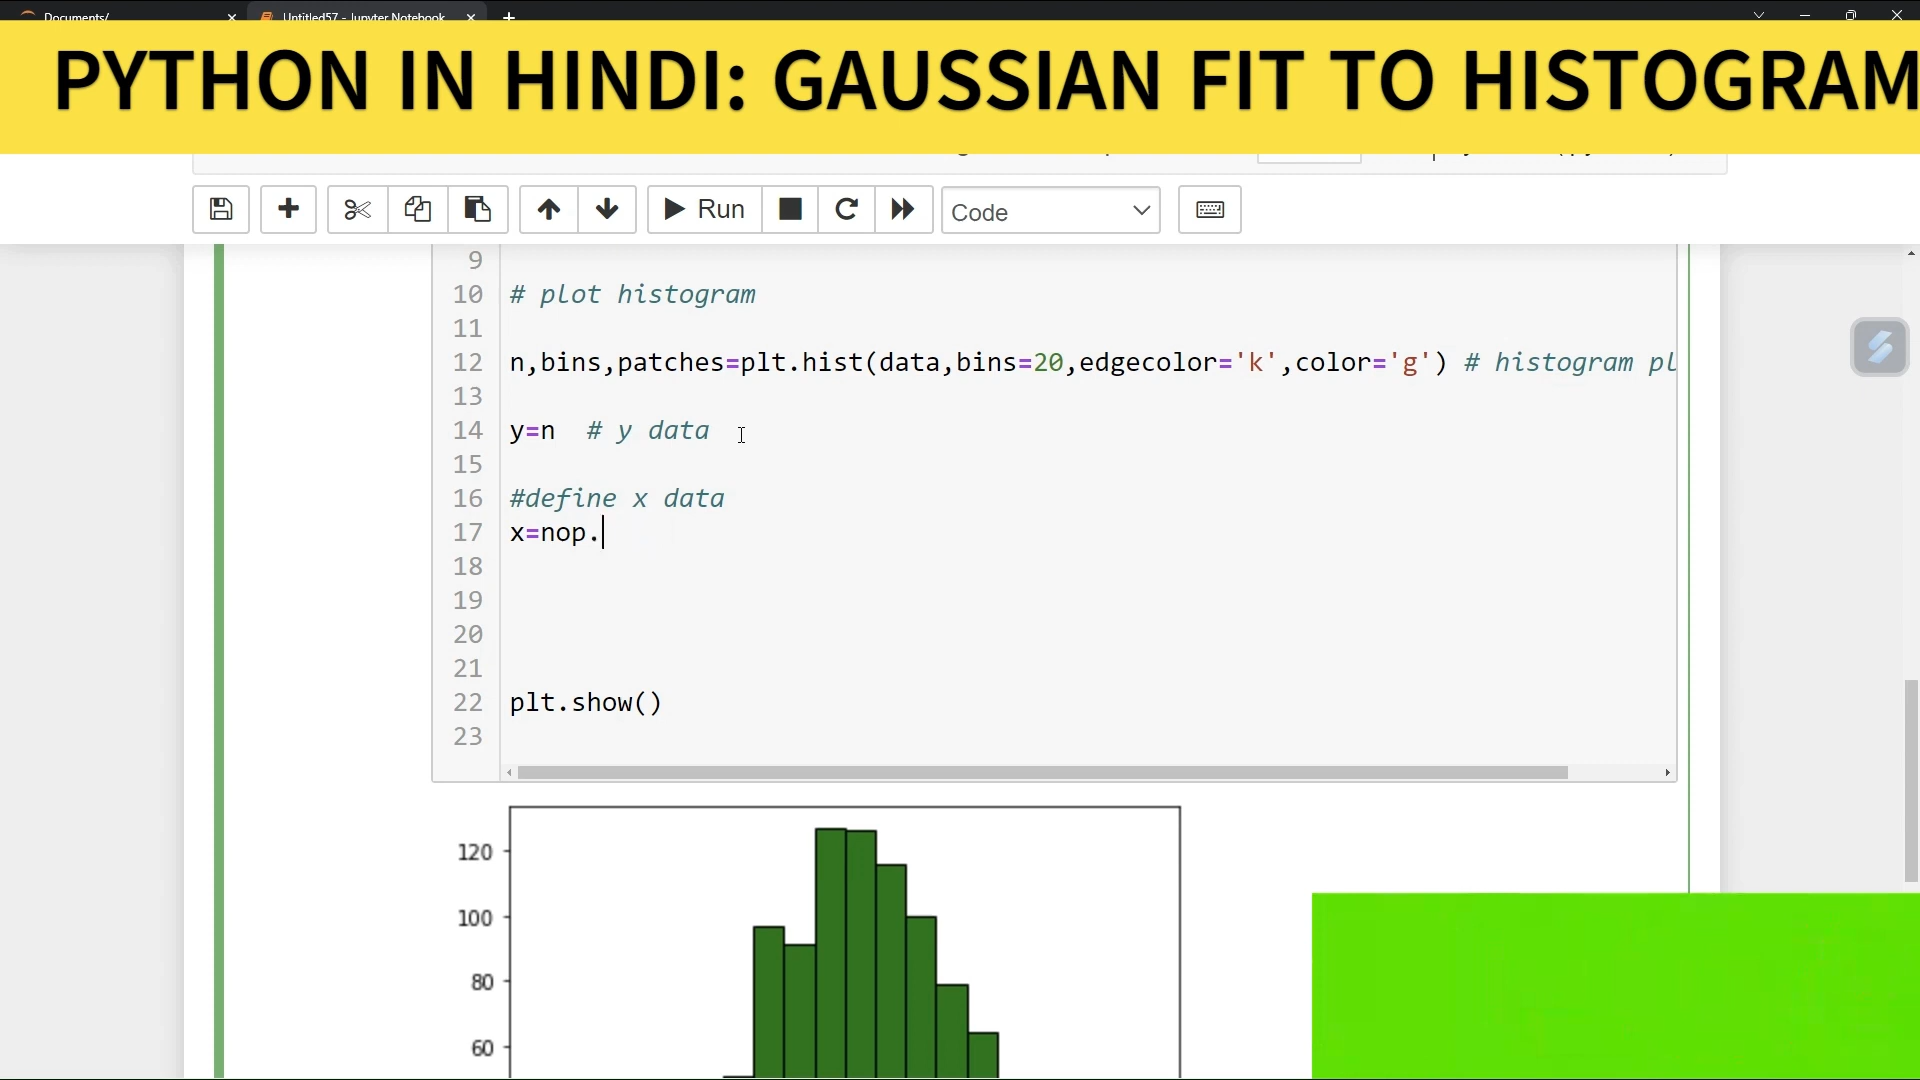 Documents/
Untitled57 - Jupyter Notebook
PYTHON IN HINDI: GAUSSIAN FIT TO HISTOGRAM
Run
Code
9
10 # plot histogram
11
12 n,bins,patches=plt.hist(data,bins=20,edgecolor='k',color='g') # histogram pl
13
14 y=n # y data
15
16 #define x data
17 x=nop.
18
19
20
21
22 plt.show()
23
120
100
80
60